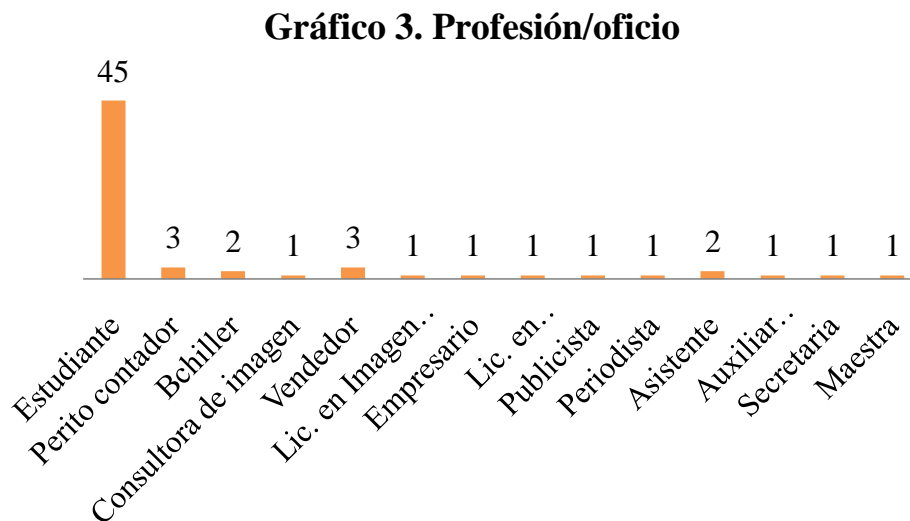 Gráfico 3. Profesión/oficio
45
3
2
1
3
1
1
1
1
1
2
1
1
1
Estudiante
Perito contador
Bchiller
Consultora de imagen
Vendedor
Lic. en Imagen..
Empresario
Lic. en..
Publicista
Periodista
Asistente
Auxiliar..
Secretaria
Maestra